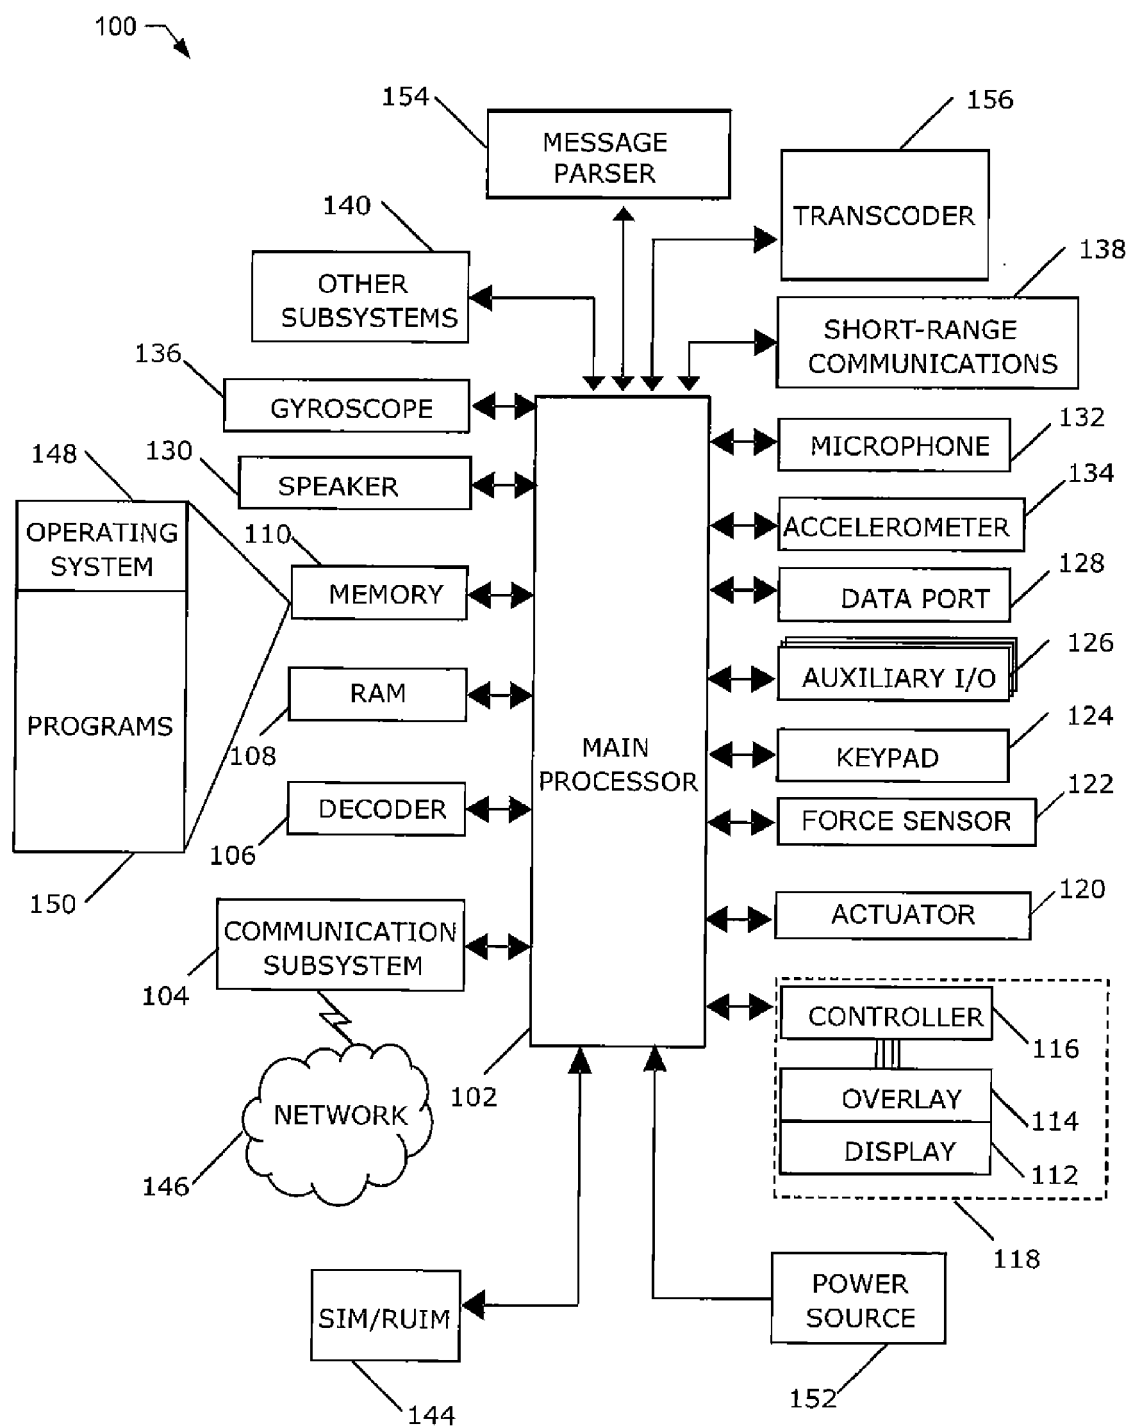 100
154
MESSAGE
PARSER
156
TRANSCODER
140
OTHER
SUBSYSTEMS
138
SHORT-RANGE
COMMUNICATIONS
136
GYROSCOPE
132
MICROPHONE
148
130
SPEAKER
134
ACCELEROMETER
OPERATING
SYSTEM
110
MEMORY
128
DATA PORT
126
AUXILIARY I/O
RAM
108
PROGRAMS
MAIN
PROCESSOR
124
KEYPAD
DECODER
106
122
FORCE SENSOR
150
120
ACTUATOR
COMMUNICATION
SUBSYSTEM
104
CONTROLLER
116
102
NETWORK
146
OVERLAY
114
DISPLAY
112
118
SIM/RUIM
144
POWER
SOURCE
152